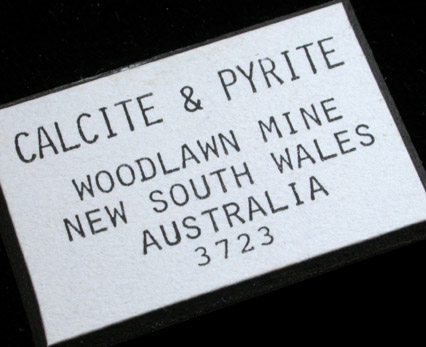 CALCITE & PYRITE
WOODLAWN MINE
NEW SOUTH WALES
AUSTRALIA
3723